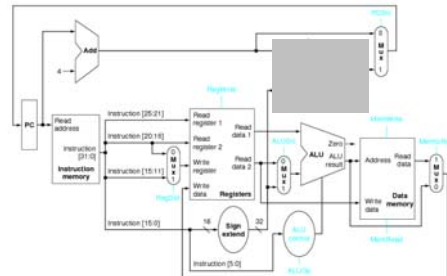 PCSrc
0
M
u
x
1
Add
4
RegWrite
PC
Read
address
Instruction
[31:0]
Instruction
memory
Instruction [25:21]
Instruction [20:16]
Instruction [15:11]
0
M
u
x
1
RegDst
Read
register 1
Read
register 2
Write
register
Write
data
Read
data 1
Read
data 2
Registers
ALUSrc
0
M
u
x
1
Zero
ALU
ALU
result
MemWrite
Address
Read
data
Write
data
Data
memory
MemRead
MemtoReg
1
M
u
x
0
Instruction [15:0]
16
Sign
extend
32
Instruction [5:0]
ALU
control
ALUOp